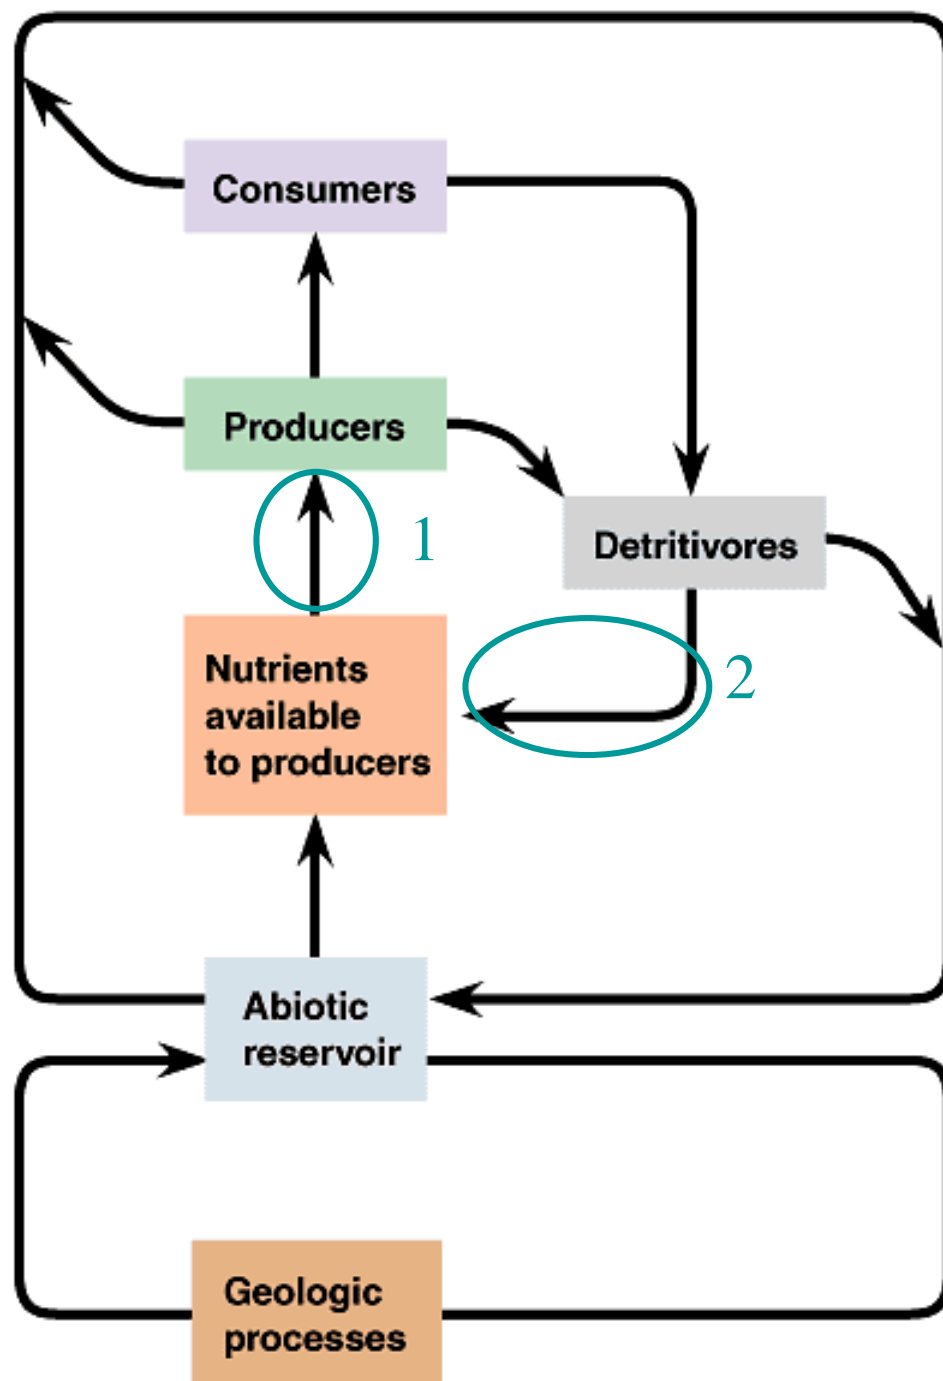 Consumers
Producers
1
Detritivores
Nutrients
available
to producers
2
Abiotic
reservoir
Geologic
processes